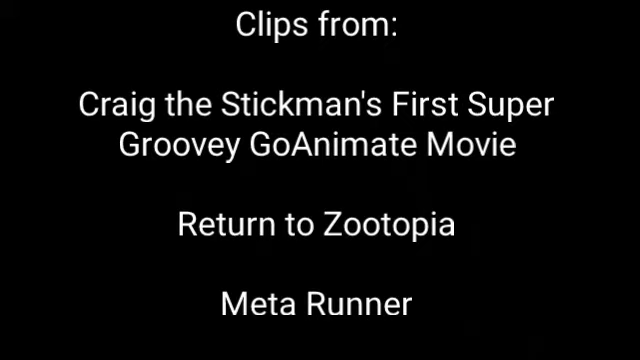 Clips from:
Craig the Stickman's First Super
Groovey GoAnimate Movie
Return to Zootopia
Meta Runner